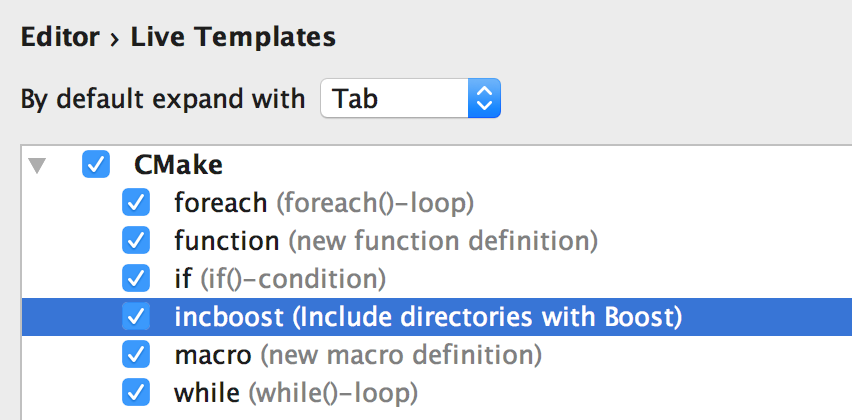 Editor › Live Templates
By default expand with Tab
CMake
foreach (foreach()-loop)
function (new function definition)
if (if()-condition)
incboost (Include directories with Boost)
macro (new macro definition)
while (while()-loop)